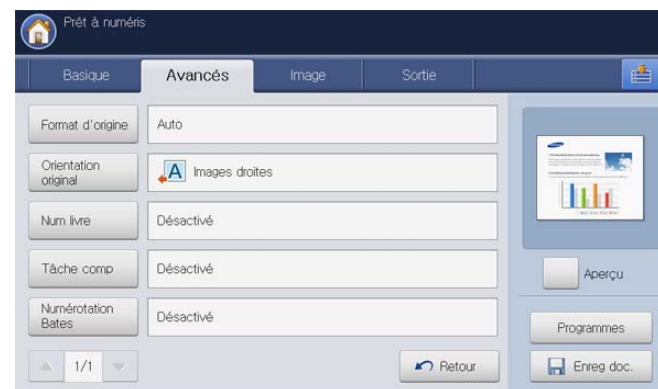 Prêt à numéris
Basique
Avancés
Image
Sortie
Format d'origine
Auto
Orientation
original
A
Images droites
Num livre
Désactivé
Tâche comp
Désactivé
Numérotation
Bates
Désactivé
Aperçu
Programmes
1/1
Retour
Enreg doc.